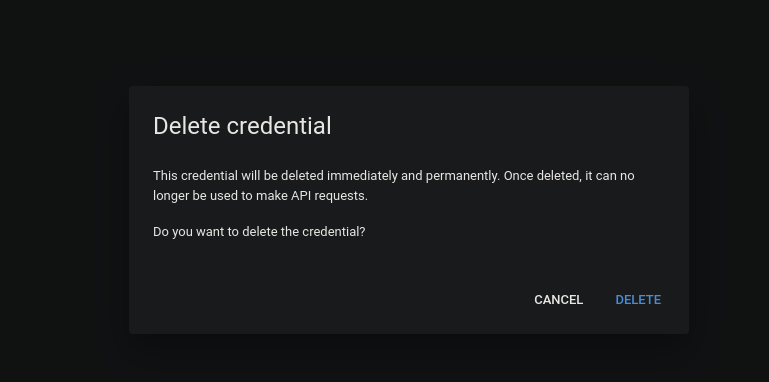 Delete credential
This credential will be deleted immediately and permanently. Once deleted, it can no
longer be used to make API requests.
Do you want to delete the credential?
CANCEL DELETE